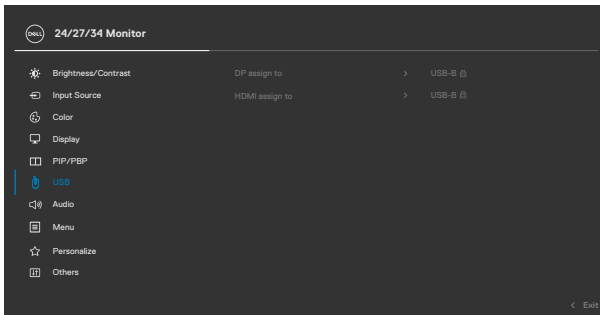 DELL
24/27/34 Monitor
Brightness/Contrast
DP assign to > USB-B
Input Source
HDMI assign to > USB-B
Color
Display
PIP/PBP
USB
Audio
Menu
Personalize
Others
< Exit